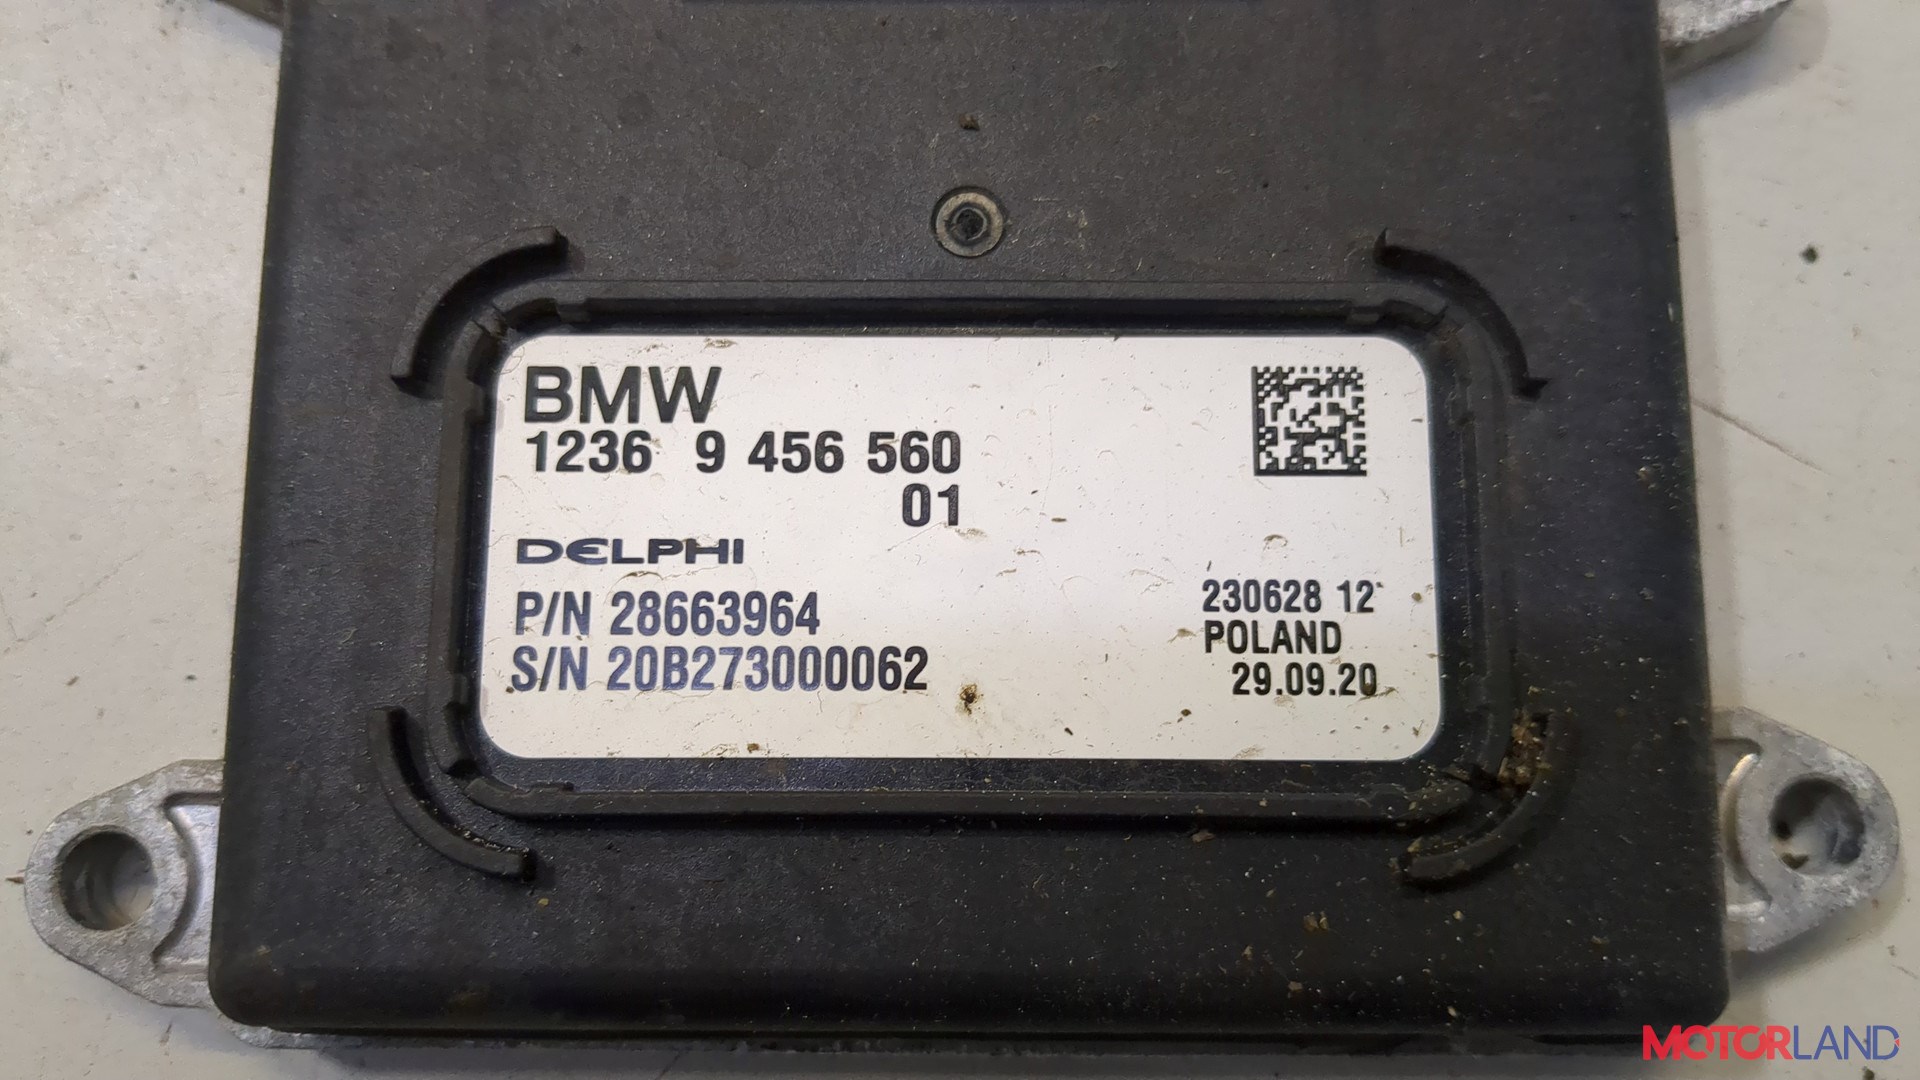 BMW
1236 9 456 560
01
DELPHI
P/N 28663964
S/N 20B273000062
230628 12
POLAND
29.09.20
MOTORLAND